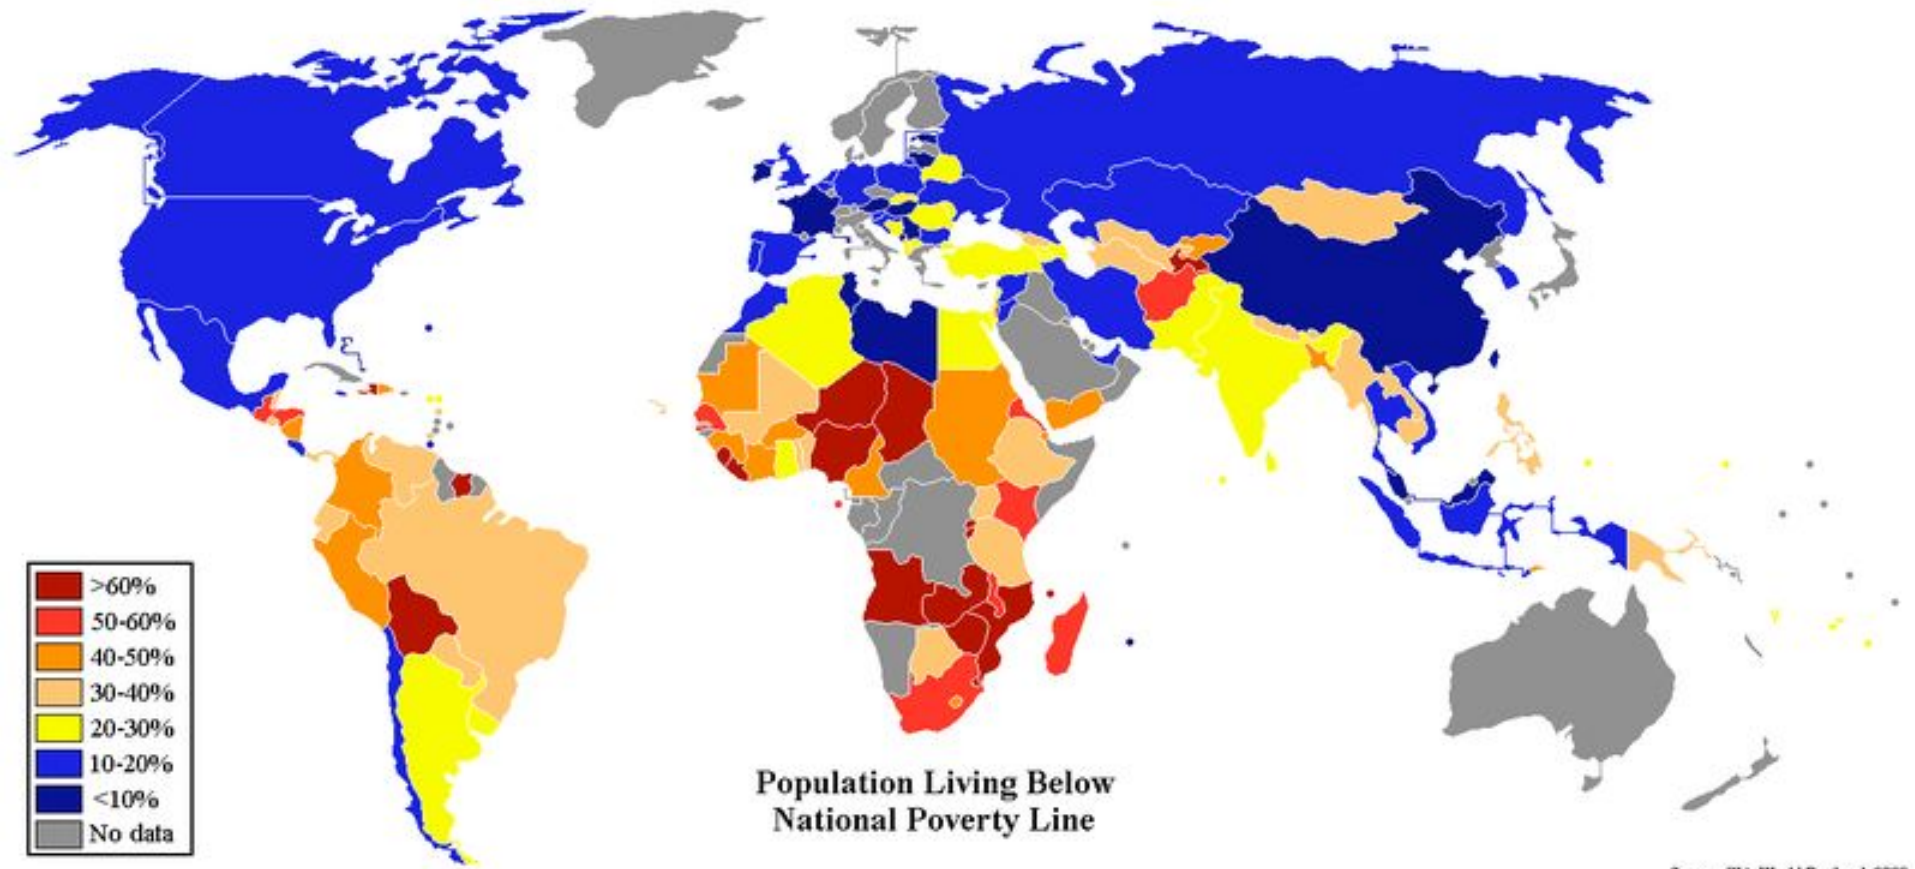 >60%
50-60%
40-50%
30-40%
20-30%
10-20%
<10%
No data
Population Living Below
National Poverty Line